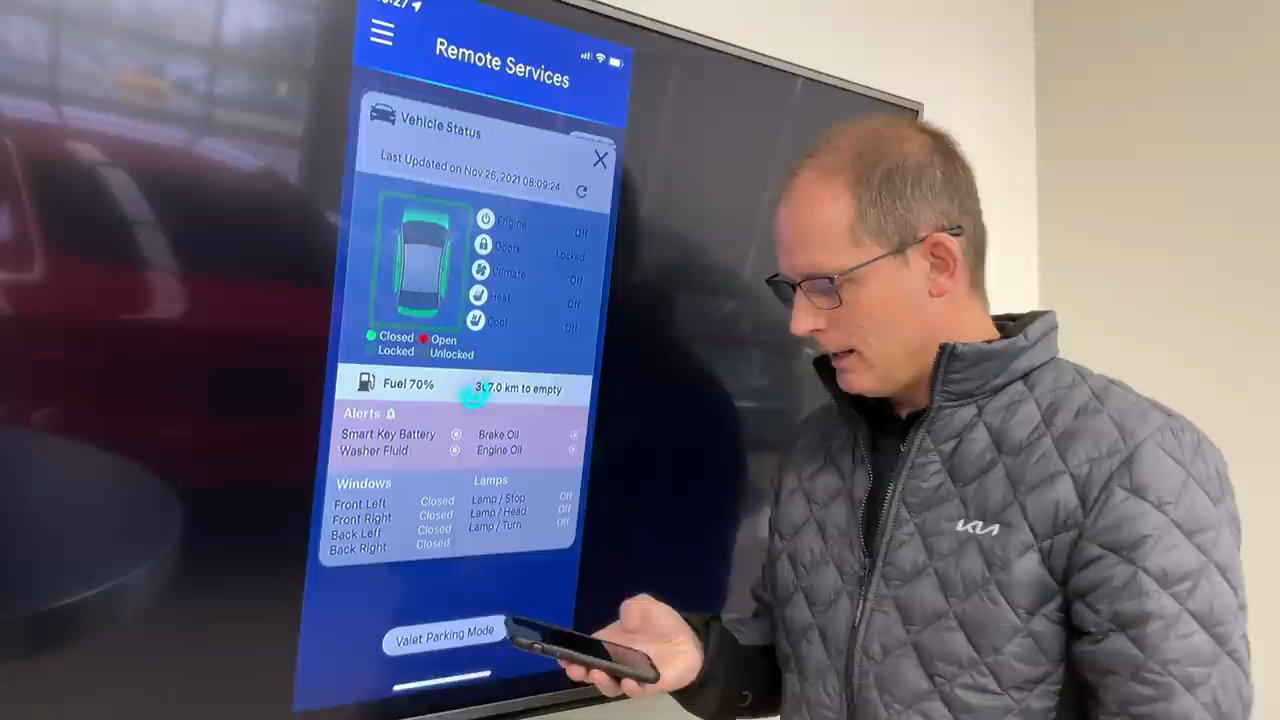 Remote Services
Vehicle Status
Last Updated on Nov 26, 2021 08:09:24
Engine Off
Doors Locked
Climate Off
Heat Off
Cool Off
Closed Open
Locked Unlocked
Fuel 70% km to empty
Alerts
Smart Key Battery Brake Oil
Washer Fluid Engine Oil
Windows Lamps
Front Left Closed Lamp / Stop Off
Front Right Closed Lamp / Head Off
Back Left Closed Lamp / Turn Off
Back Right Closed
Valet Parking Mode
KIA